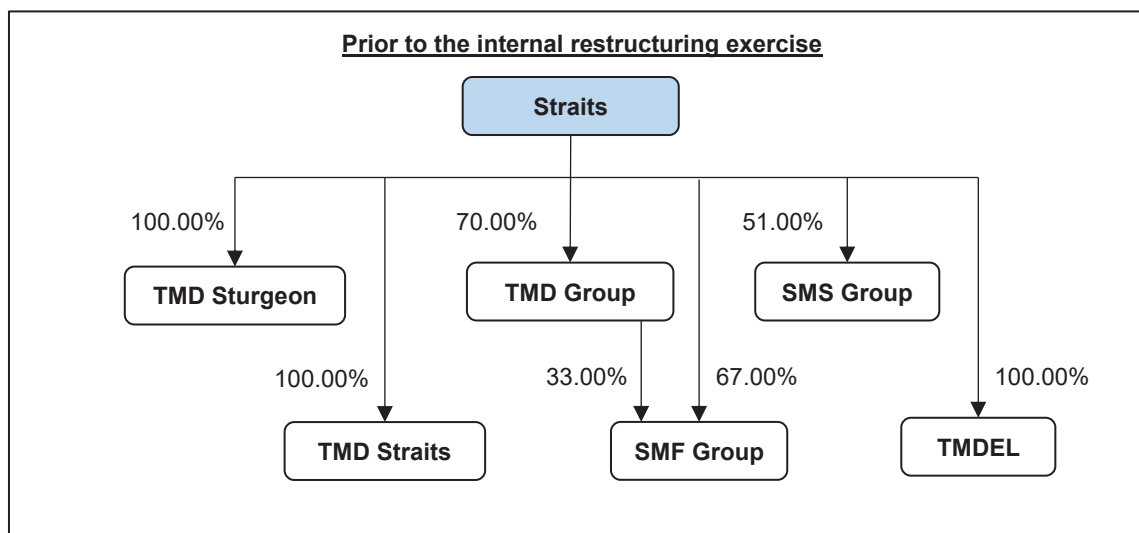 Prior to the internal restructuring exercise
Straits
100.00%
70.00%
51.00%
TMD Sturgeon
TMD Group
SMS Group
100.00%
33.00%
67.00%
100.00%
TMD Straits
SMF Group
TMDEL